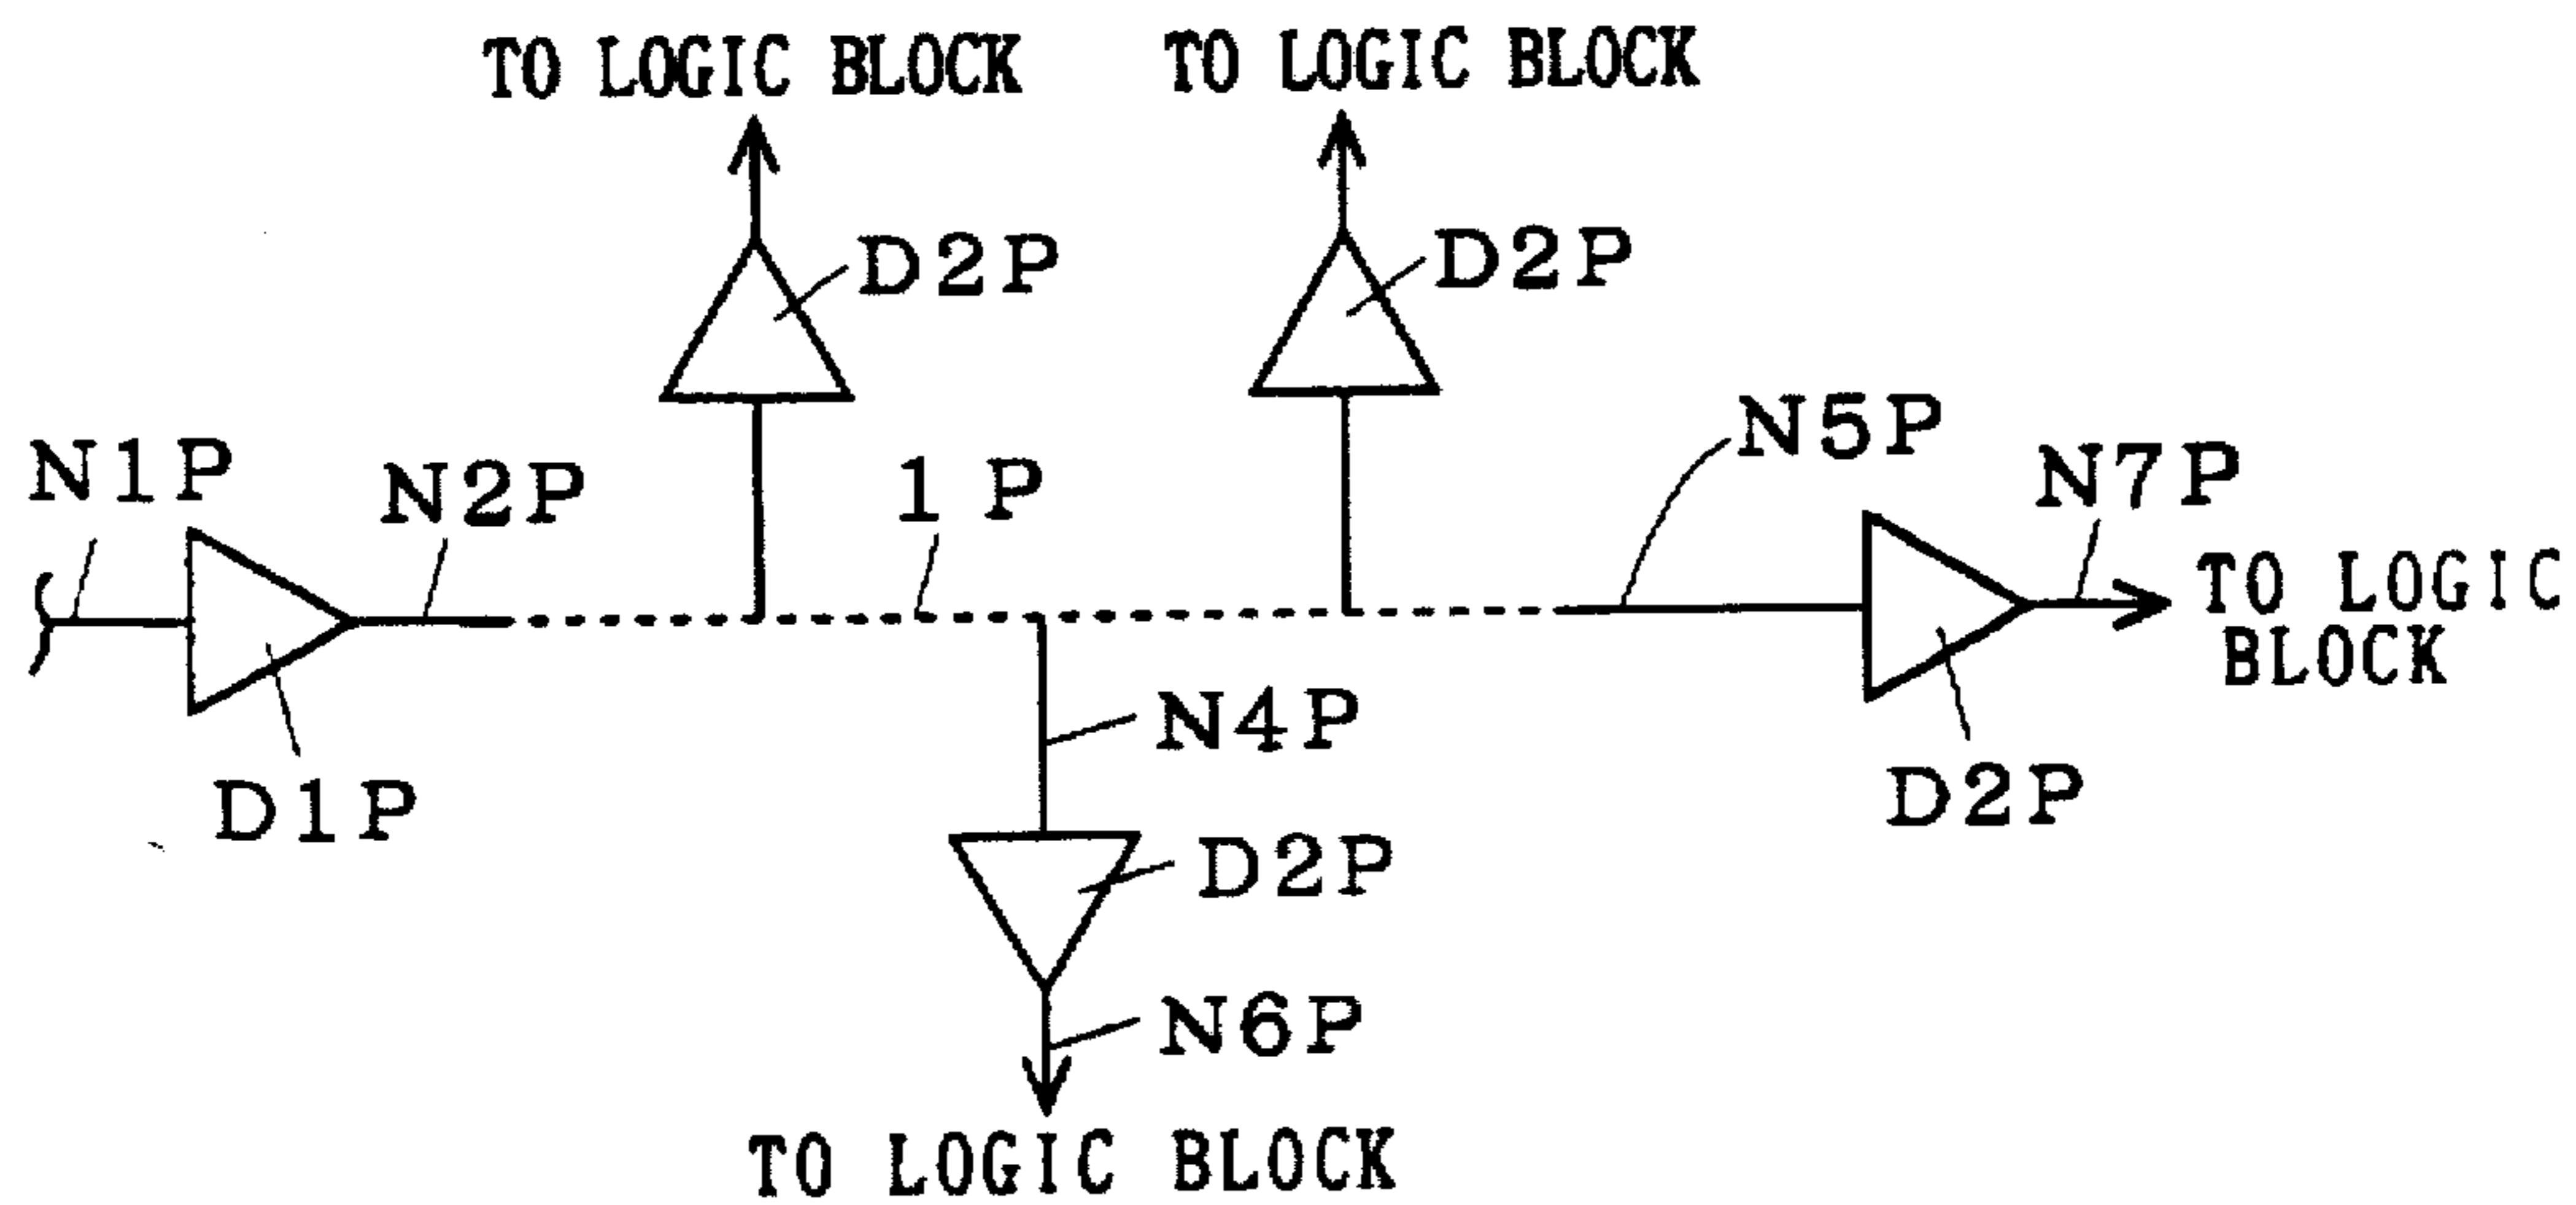 TO LOGIC BLOCK
TO LOGIC BLOCK
D2P
D2P
N1P
N2P
1P
N5P
N7P
TO LOGIC
BLOCK
N4P
D1P
D2P
D2P
N6P
TO LOGIC BLOCK